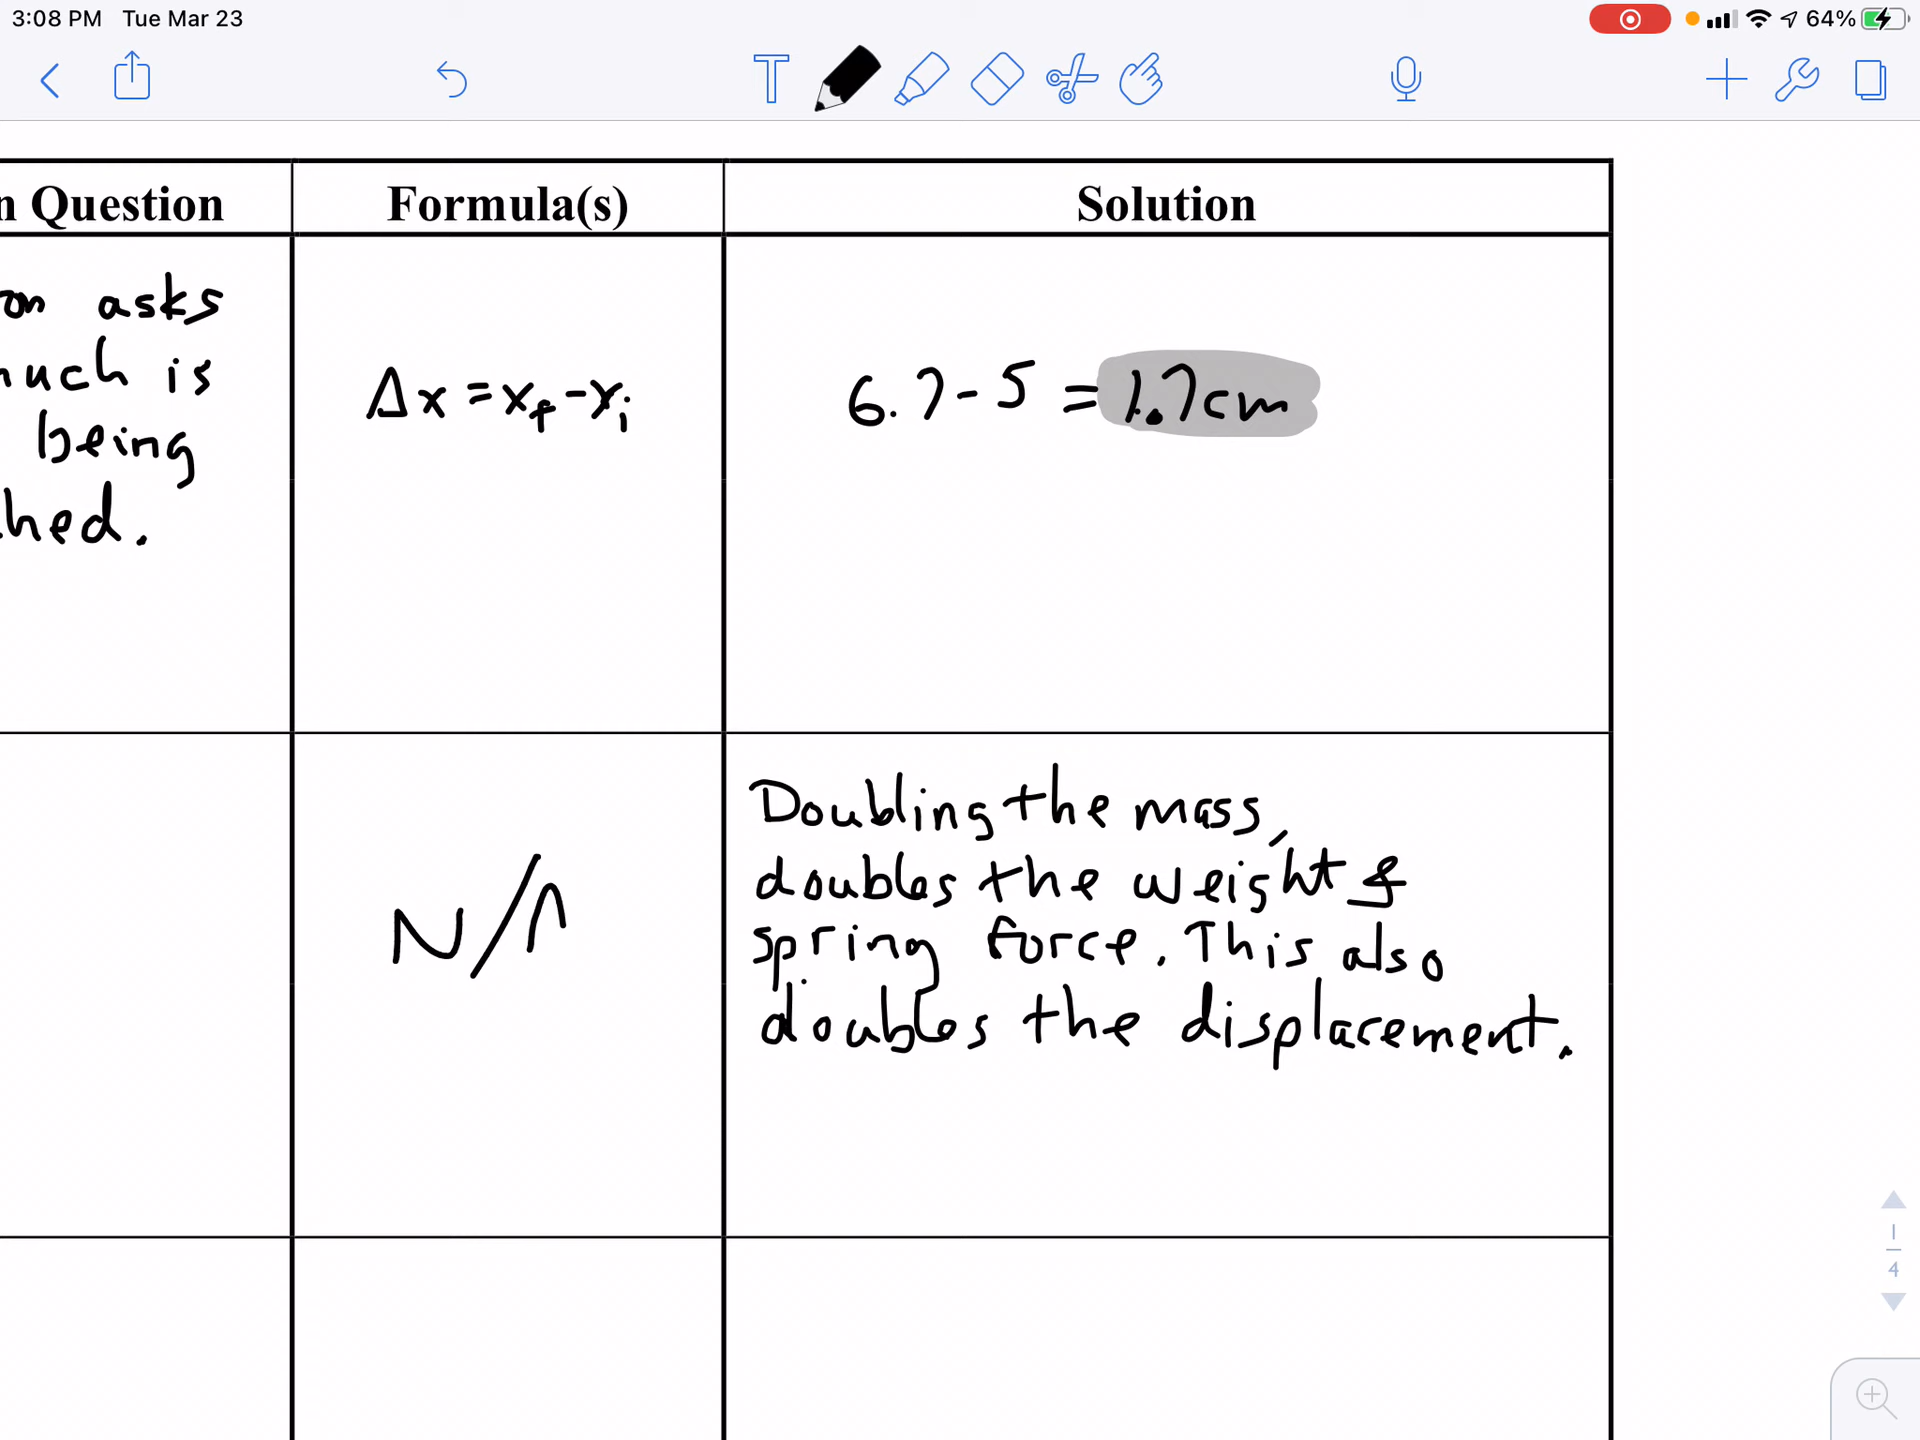 3:08 PM Tue Mar 23
64%
T
n Question
Formula(s)
Solution
on asks
much is
being
hed.
Δx = xf - xi
6.7 - 5 = 1.7cm
N/A
Doubling the mass,
doubles the weight &
spring force. This also
doubles the displacement.
1
4